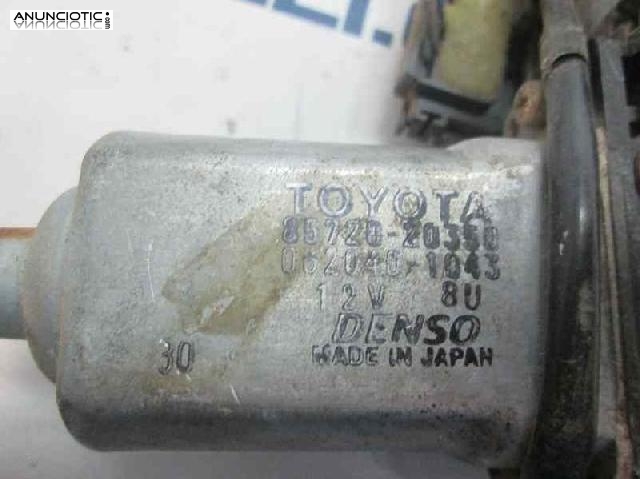 ANUNCIOTIC
TOYOTA
85720-20350
062040-1043
12V 8U
DENSO
30 MADE IN JAPAN